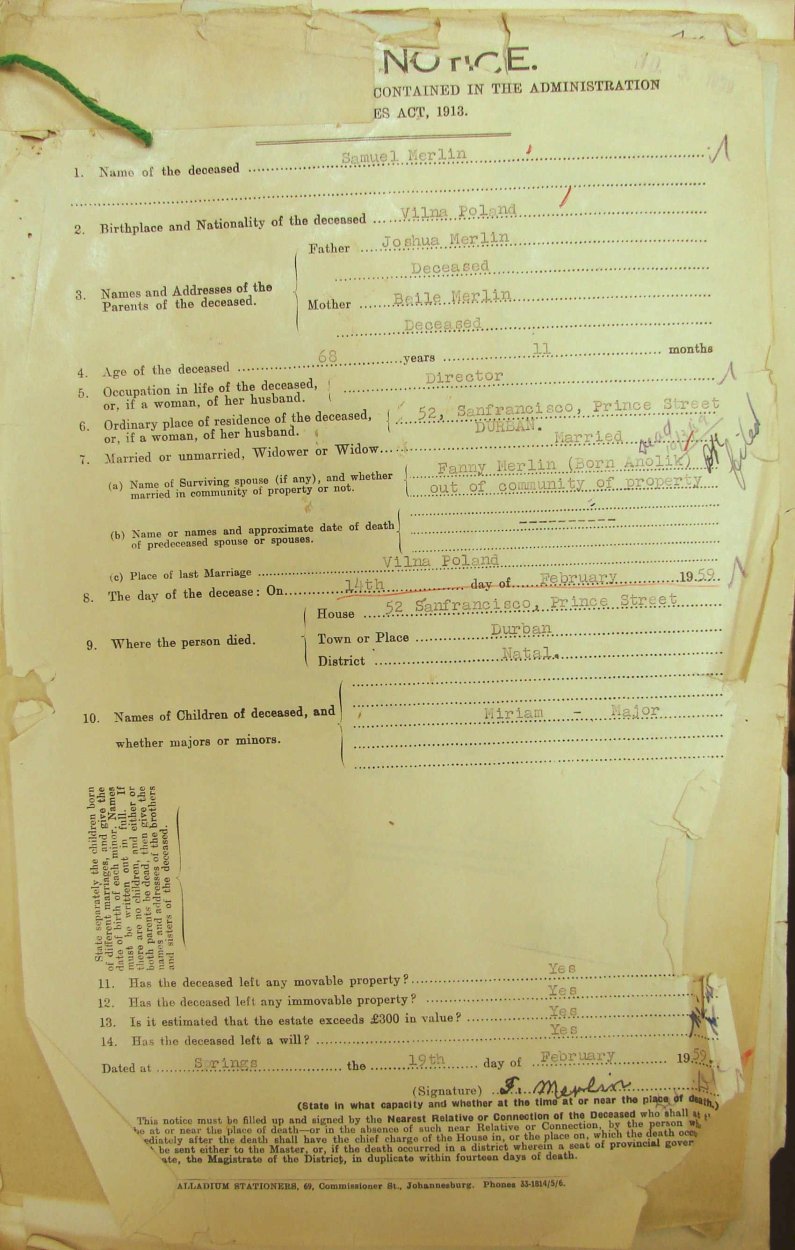 NOTICE.
CONTAINED IN THE ADMINISTRATION
ES ACT, 1913.
1. Name of the deceased Samuel Merlin
2. Birthplace and Nationality of the deceased Vilna Poland
Father Joshua Merlin
Deceased
3. Names and Addresses of the
Parents of the deceased.
Mother Baile Merlin
Deceased
4. Age of the deceased 68 years 11 months
5. Occupation in life of the deceased,
or, if a woman, of her husband. Director
6. Ordinary place of residence of the deceased,
or, if a woman, of her husband. 52, Sanfrancisco, Prince Street
DURBAN.
7. Married or unmarried, Widower or Widow... Married
(a) Name of Surviving spouse (if any), and whether
married in community of property or not. Fanny Merlin (Born Anolik)
out of community of property
(b) Name or names and approximate date of death
of predeceased spouse or spouses. ----------
(c) Place of last Marriage Vilna Poland
8. The day of the decease: On 14th day of February 1959
9. Where the person died.
House 52 Sanfrancisco, Prince Street
Town or Place Durban
District Natal.
10. Names of Children of deceased, and
whether majors or minors.
Miriam - Major
State separately the children born
of different marriages, and give the
date of birth of each minor. Names
must be written out in full. If
there are no children, and either or
both parents be dead, then give the
names and addresses of the brothers
and sisters of the deceased.
11. Has the deceased left any movable property? Yes
12. Has the deceased left any immovable property? Yes
13. Is it estimated that the estate exceeds £300 in value? Yes
14. Has the deceased left a will? Yes
Dated at Springs the 19th day of February 1959
(Signature) F. Merlin
(State in what capacity and whether at the time at or near the place of death.)
This notice must be filled up and signed by the Nearest Relative or Connection of the Deceased who shall
at or near the place of death—or in the absence of such near Relative or Connection, by the person
ediately after the death shall have the chief charge of the House in, or the place on, which the death occ
be sent either to the Master, or, if the death occurred in a district wherein a seat of provincial gover
ate, the Magistrate of the District, in duplicate within fourteen days of death.
ALLADIUM STATIONERS, 69, Commissioner St., Johannesburg. Phones 33-1814/5/6.